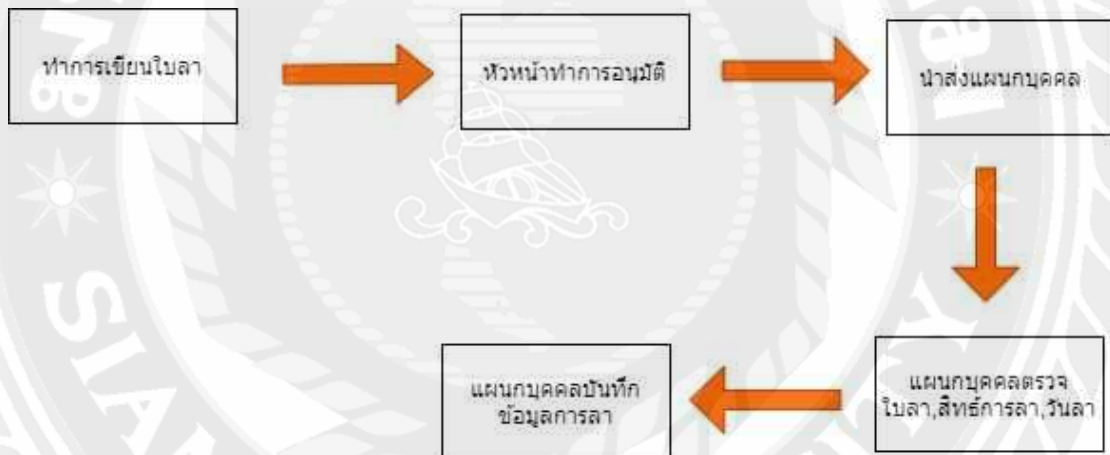 ทำการเขียนใบลา
หัวหน้าทำการอนุมัติ
นำส่งแผนกบุคคล
แผนกบุคคลตรวจ
ใบลา,สิทธ์การลา,วันลา
แผนกบุคคลบันทึก
ข้อมูลการลา
SIA